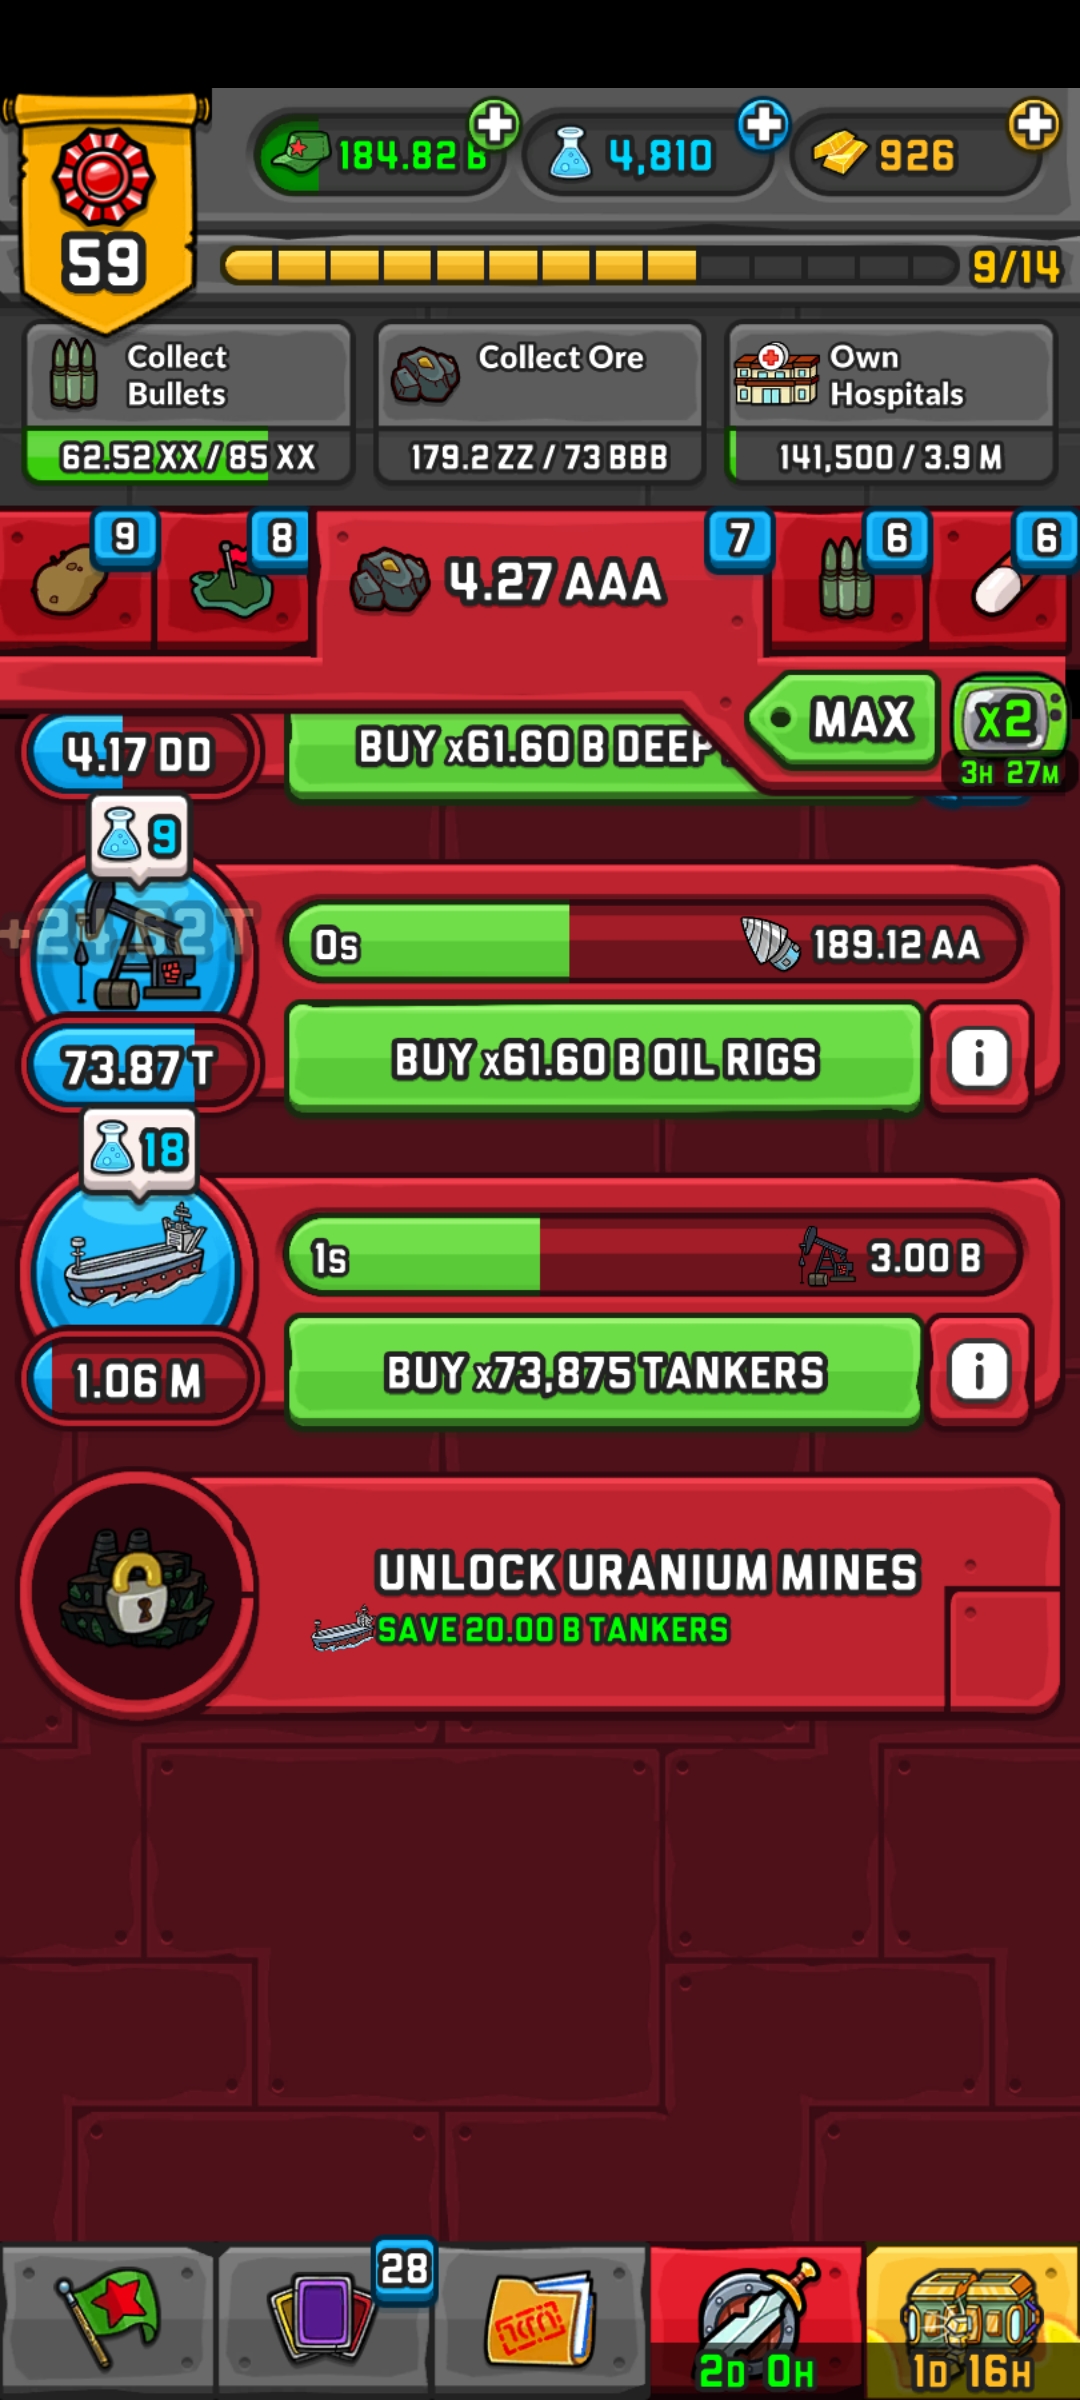 184.82 B
4,810
926
59
9/14
Collect
Bullets
Collect Ore
Own
Hospitals
62.52 XX / 85 XX
179.2 ZZ / 73 BBB
141,500 / 3.9 M
9
8
7
6
6
4.27 AAA
MAX
x2
3H 27M
4.17 DD
BUY x61.60 B DEEP
9
+24.62 T
0s
189.12 AA
73.87 T
BUY x61.60 B OIL RIGS
i
18
1s
3.00 B
1.06 M
BUY x73,875 TANKERS
i
UNLOCK URANIUM MINES
SAVE 20.00 B TANKERS
28
2D 0H
1D 16H